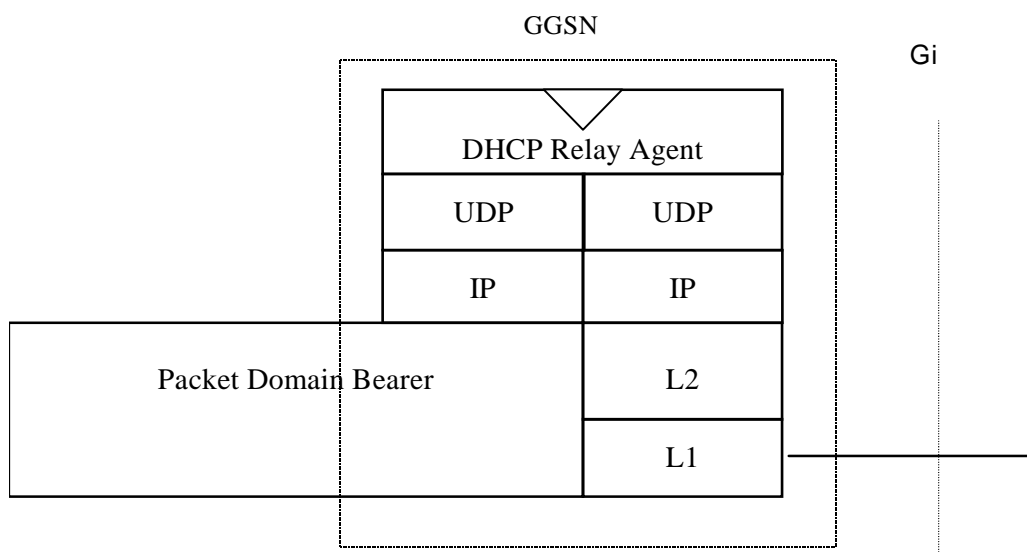 GGSN
Gi
DHCP Relay Agent
UDP UDP
IP IP
Packet Domain Bearer L2
L1